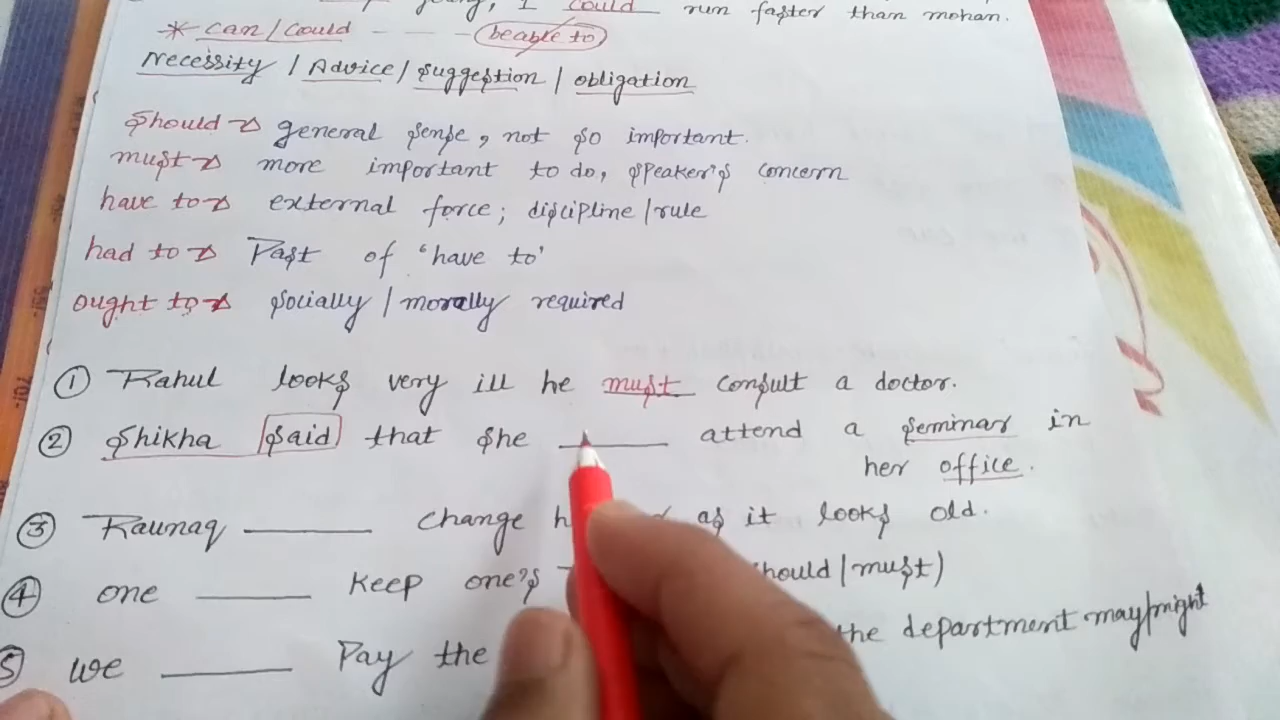 young, I could run faster than mohan.
* can/could - - - be able to
Necessity / Advice / suggestion / obligation
should → general sense, not so important.
must → more important to do, speaker's concern
have to → external force; discipline/rule
had to → Past of 'have to'
ought to → socially / morally required
① Rahul looks very ill he must consult a doctor.
② Shikha said that she ______ attend a seminar in
her office.
③ Raunaq ______ change as it looks old.
④ one ______ keep one's should/must)
⑤ we ______ Pay the the department may/might